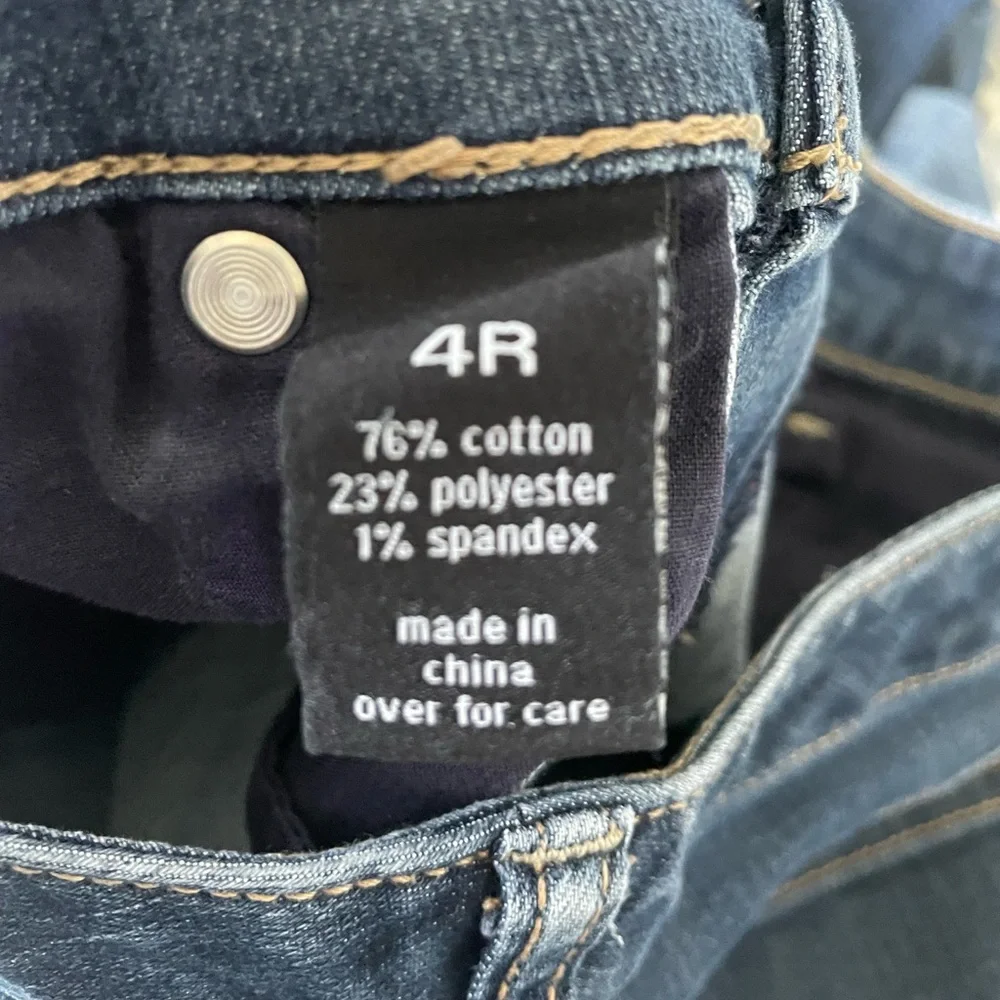 4R
76% cotton
23% polyester
1% spandex
made in
china
over for care